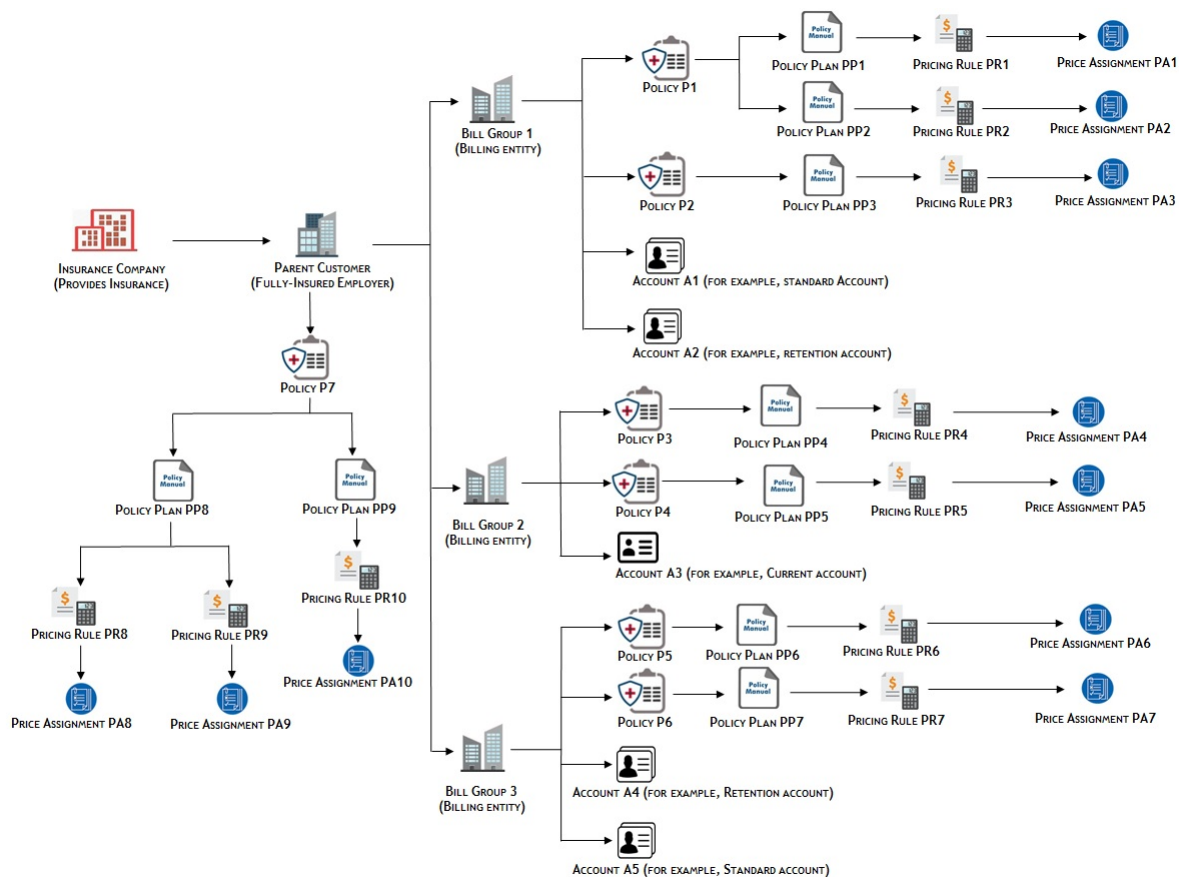 Policy Manual
Policy Plan PP1
Pricing Rule PR1
Price Assignment PA1
Policy P1
Policy Manual
Policy Plan PP2
Pricing Rule PR2
Price Assignment PA2
Bill Group 1
(Billing entity)
Policy P2
Policy Manual
Policy Plan PP3
Pricing Rule PR3
Price Assignment PA3
Insurance Company
(Provides Insurance)
Parent Customer
(Fully-Insured Employer)
Account A1 (for example, standard Account)
Account A2 (for example, retention account)
Policy P7
Policy P3
Policy Manual
Policy Plan PP4
Pricing Rule PR4
Price Assignment PA4
Policy Manual
Policy Plan PP8
Policy Manual
Policy Plan PP9
Bill Group 2
(Billing entity)
Policy P4
Policy Manual
Policy Plan PP5
Pricing Rule PR5
Price Assignment PA5
Account A3 (for example, Current account)
Pricing Rule PR8
Pricing Rule PR9
Pricing Rule PR10
Price Assignment PA8
Price Assignment PA9
Price Assignment PA10
Policy P5
Policy Manual
Policy Plan PP6
Pricing Rule PR6
Price Assignment PA6
Policy P6
Policy Manual
Policy Plan PP7
Pricing Rule PR7
Price Assignment PA7
Bill Group 3
(Billing entity)
Account A4 (for example, Retention account)
Account A5 (for example, Standard account)